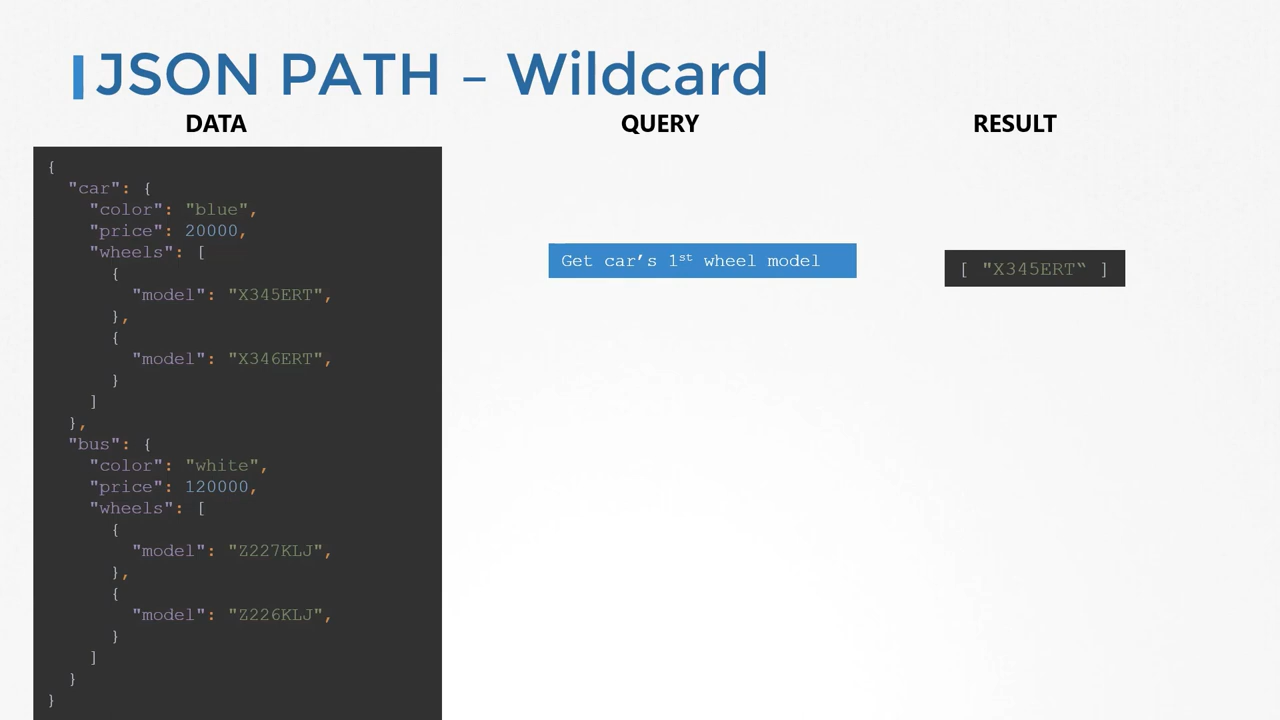 JSON PATH – Wildcard
DATA
QUERY
RESULT
{
"car": {
"color": "blue",
"price": 20000,
"wheels": [
{
"model": "X345ERT",
},
{
"model": "X346ERT",
}
]
},
"bus": {
"color": "white",
"price": 120000,
"wheels": [
{
"model": "Z227KLJ",
},
{
"model": "Z226KLJ",
}
]
}
}
Get car’s 1st wheel model
[ "X345ERT“ ]